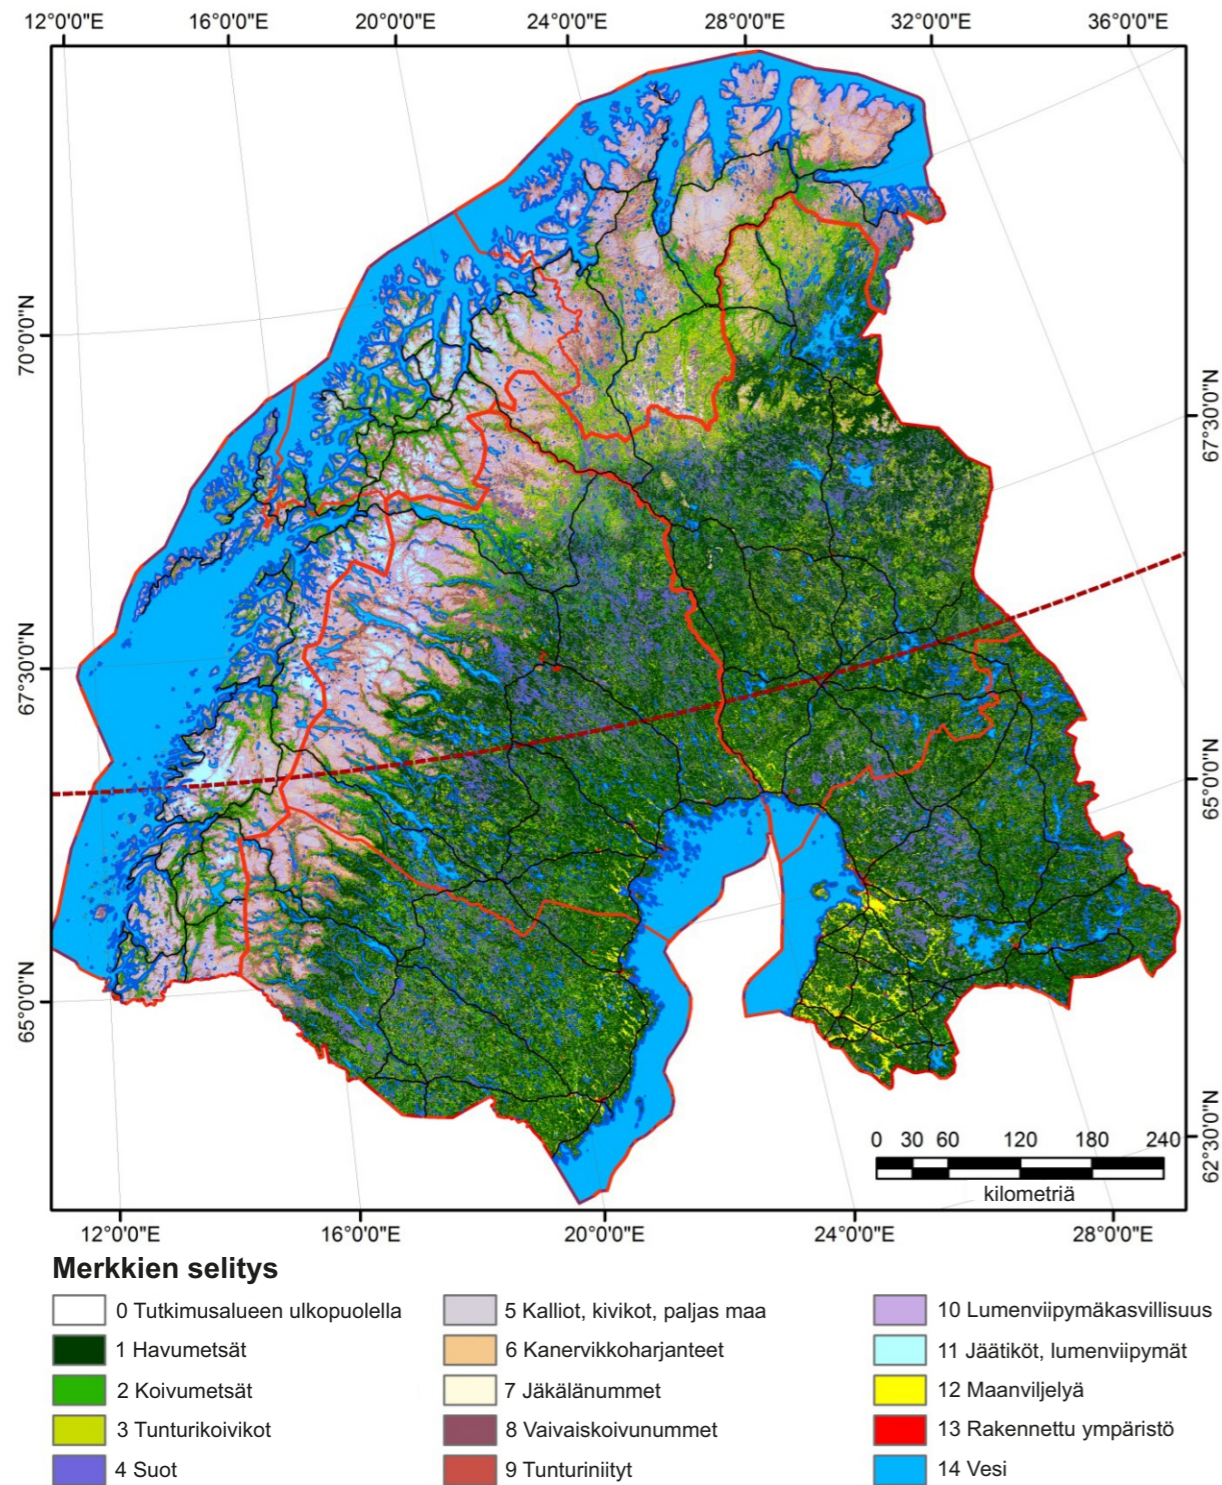 12°0'0"E 16°0'0"E 20°0'0"E 24°0'0"E 28°0'0"E 32°0'0"E 36°0'0"E
70°0'0"N
67°30'0"N
65°0'0"N
67°30'0"N
65°0'0"N
62°30'0"N
0 30 60 120 180 240
kilometriä
12°0'0"E 16°0'0"E 20°0'0"E 24°0'0"E 28°0'0"E
Merkkien selitys
0 Tutkimusalueen ulkopuolella
1 Havumetsät
2 Koivumetsät
3 Tunturikoivikot
4 Suot
5 Kalliot, kivikot, paljas maa
6 Kanervikkoharjanteet
7 Jäkälänummet
8 Vaivaiskoivunummet
9 Tunturiniityt
10 Lumenviipymäkasvillisuus
11 Jäätiköt, lumenviipymät
12 Maanviljelyä
13 Rakennettu ympäristö
14 Vesi